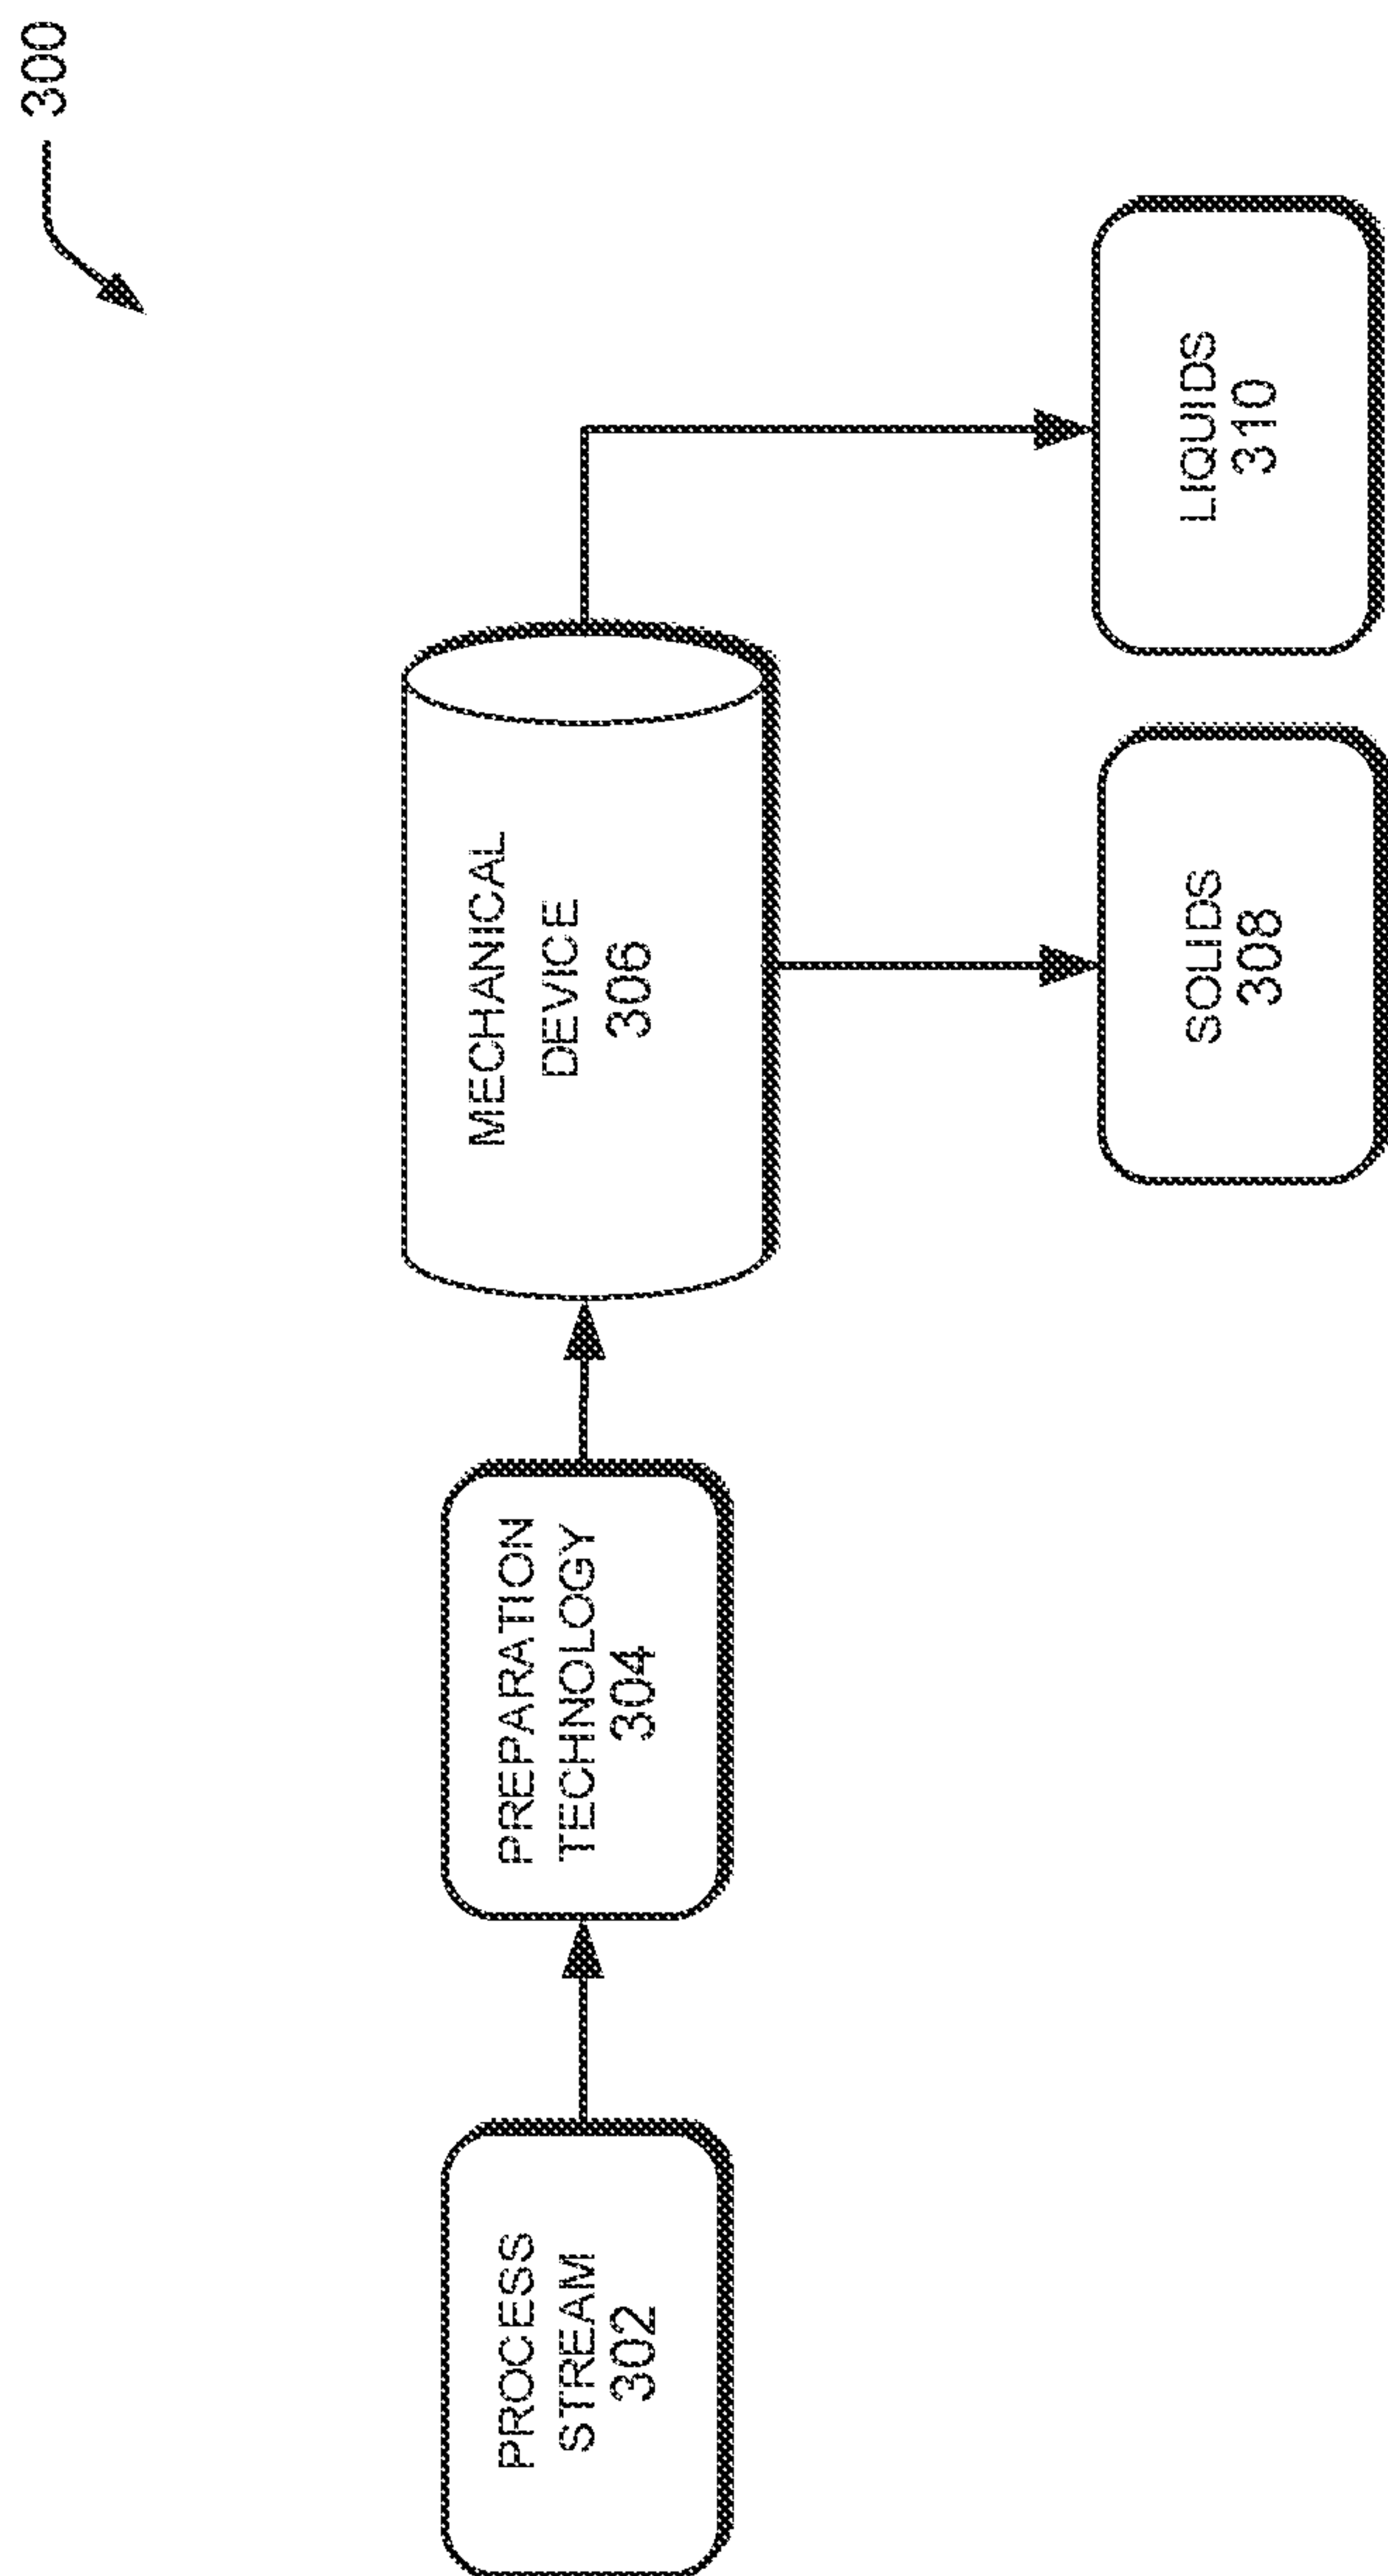 300
PROCESS
STREAM
302
PREPARATION
TECHNOLOGY
304
MECHANICAL
DEVICE
306
SOLIDS
308
LIQUIDS
310